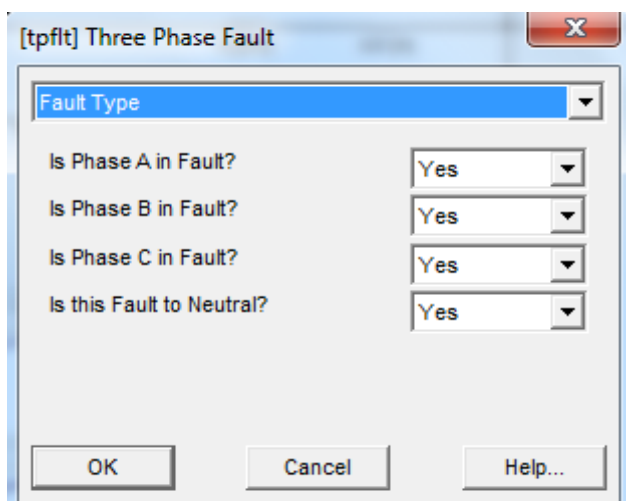 [tpflt] Three Phase Fault
Fault Type
Is Phase A in Fault? Yes
Is Phase B in Fault? Yes
Is Phase C in Fault? Yes
Is this Fault to Neutral? Yes
OK Cancel Help...